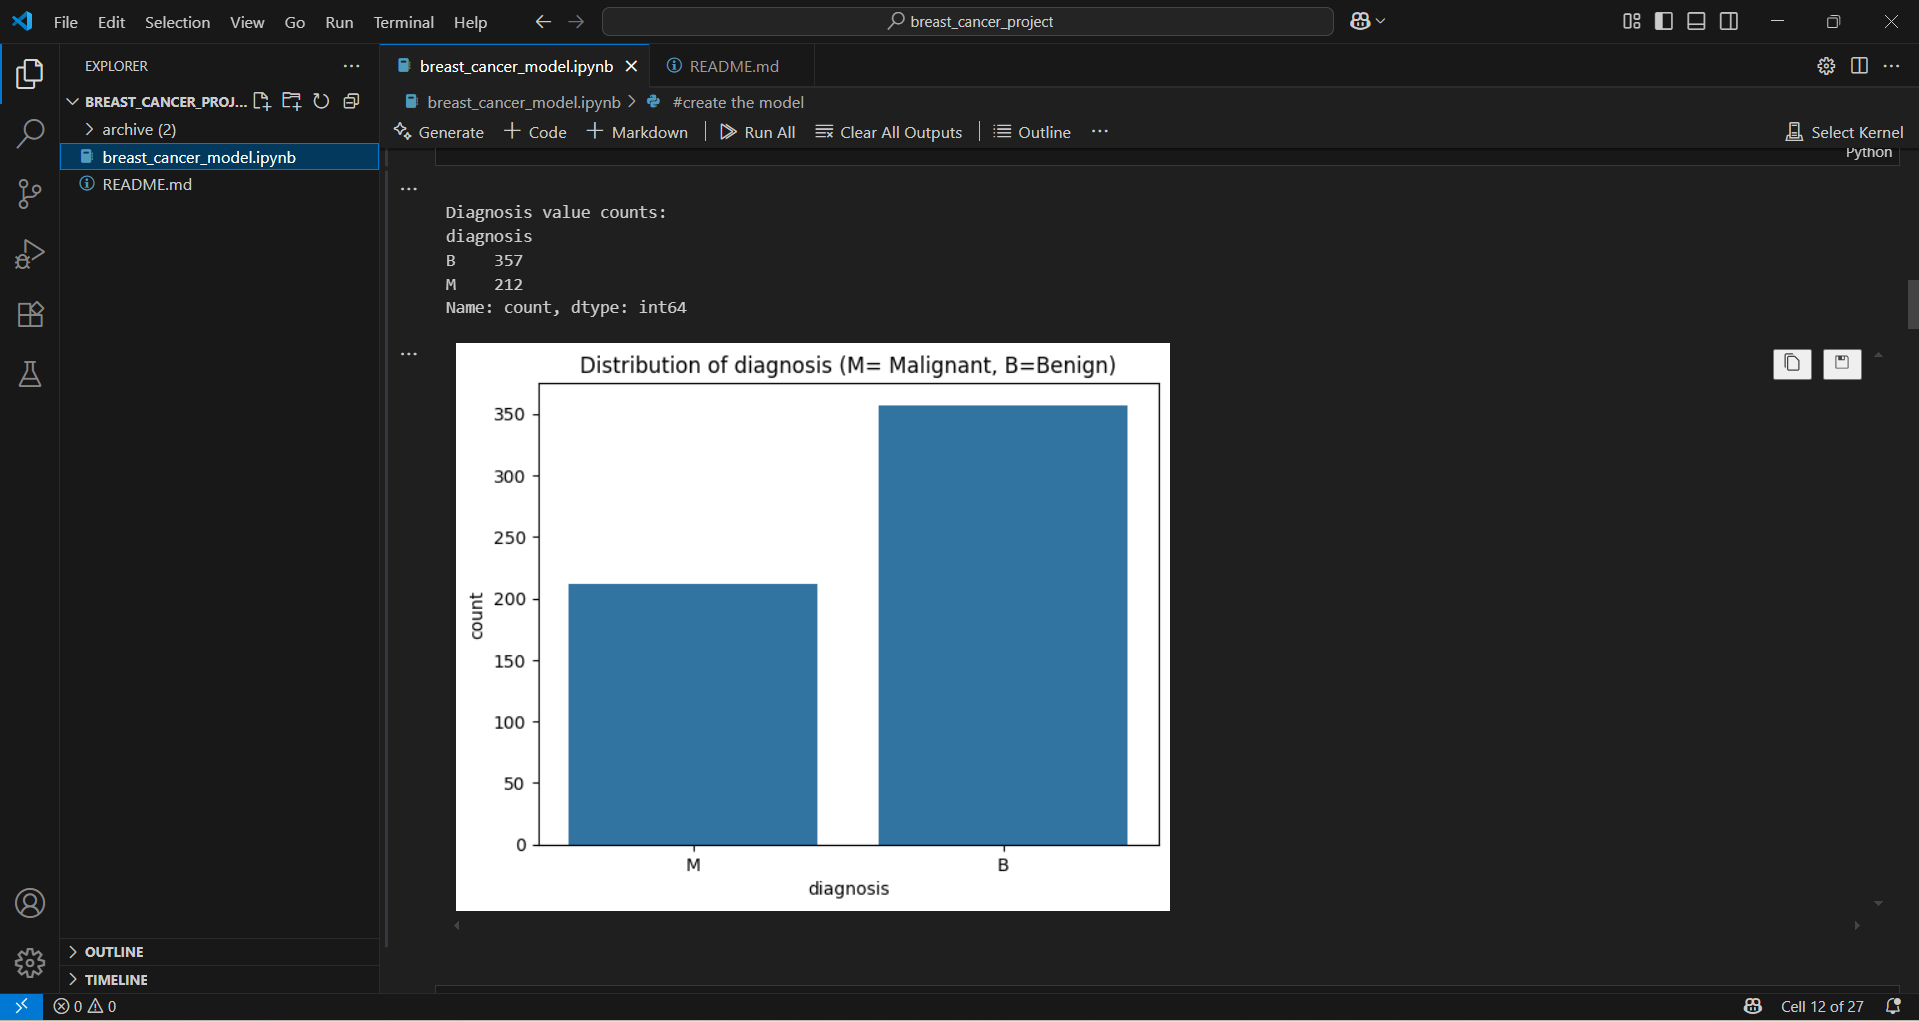 File Edit Selection View Go Run Terminal Help
breast_cancer_project
EXPLORER
BREAST_CANCER_PROJ...
archive (2)
breast_cancer_model.ipynb
README.md
OUTLINE
TIMELINE
breast_cancer_model.ipynb README.md
breast_cancer_model.ipynb #create the model
Generate Code Markdown Run All Clear All Outputs Outline Select Kernel
Python
Diagnosis value counts:
diagnosis
B 357
M 212
Name: count, dtype: int64
Distribution of diagnosis (M= Malignant, B=Benign)
350
300
250
200
150
100
50
0
count
M B
diagnosis
0 0 Cell 12 of 27